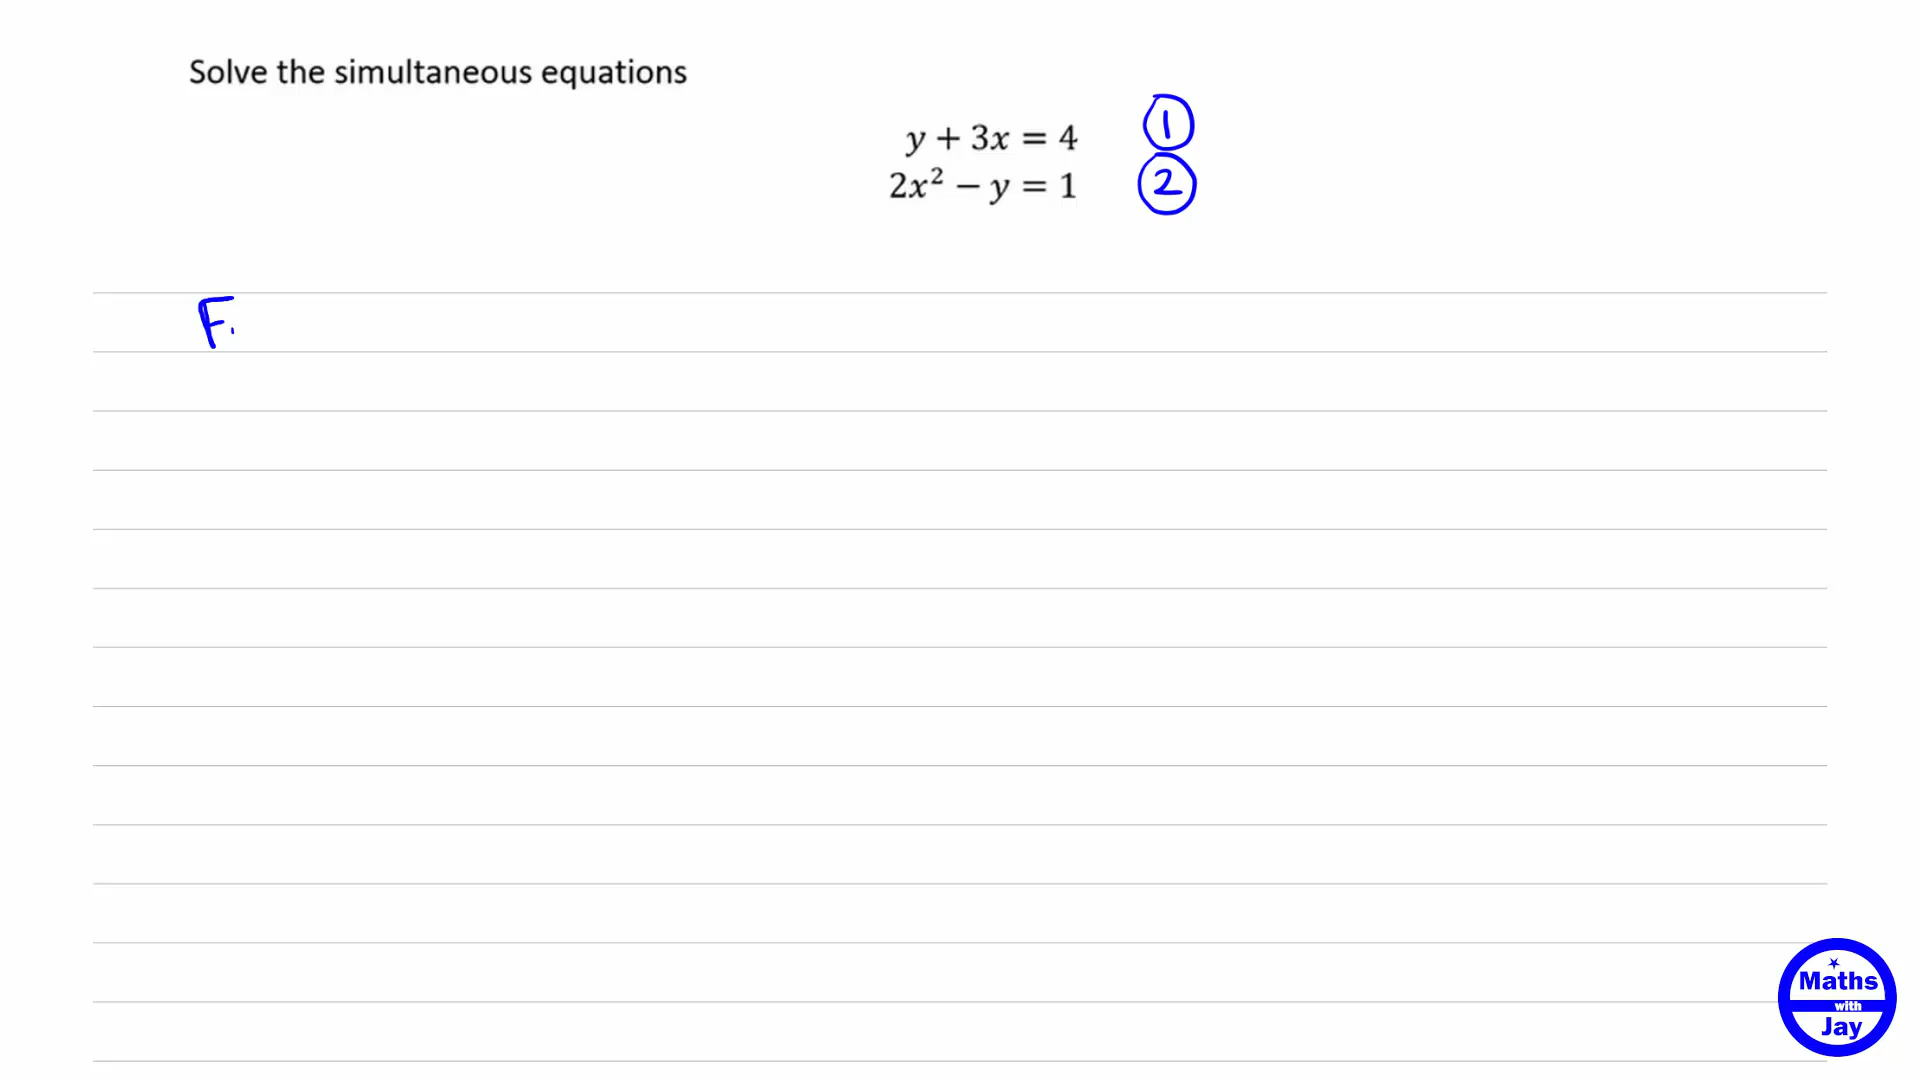 Solve the simultaneous equations
y + 3x = 4 ①
2x² − y = 1 ②
F
Maths
with
Jay